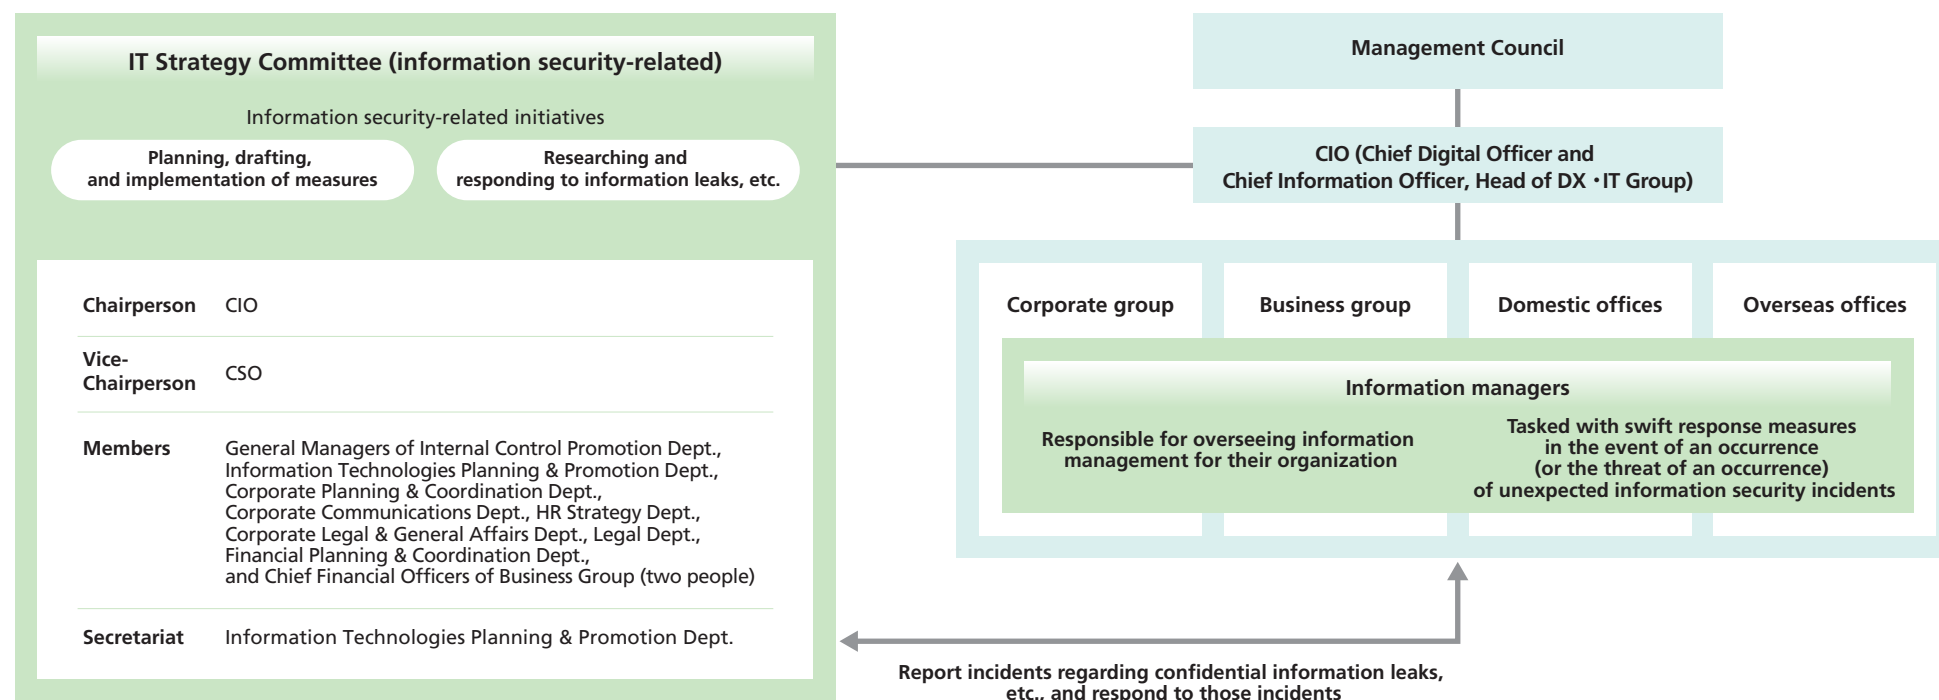 IT Strategy Committee (information security-related)
Information security-related initiatives
Planning, drafting,
and implementation of measures
Researching and
responding to information leaks, etc.
Chairperson CIO
Vice-
Chairperson CSO
Members General Managers of Internal Control Promotion Dept.,
Information Technologies Planning & Promotion Dept.,
Corporate Planning & Coordination Dept.,
Corporate Communications Dept., HR Strategy Dept.,
Corporate Legal & General Affairs Dept., Legal Dept.,
Financial Planning & Coordination Dept.,
and Chief Financial Officers of Business Group (two people)
Secretariat Information Technologies Planning & Promotion Dept.
Management Council
CIO (Chief Digital Officer and
Chief Information Officer, Head of DX・IT Group)
Corporate group
Business group
Domestic offices
Overseas offices
Information managers
Responsible for overseeing information
management for their organization
Tasked with swift response measures
in the event of an occurrence
(or the threat of an occurrence)
of unexpected information security incidents
Report incidents regarding confidential information leaks,
etc., and respond to those incidents